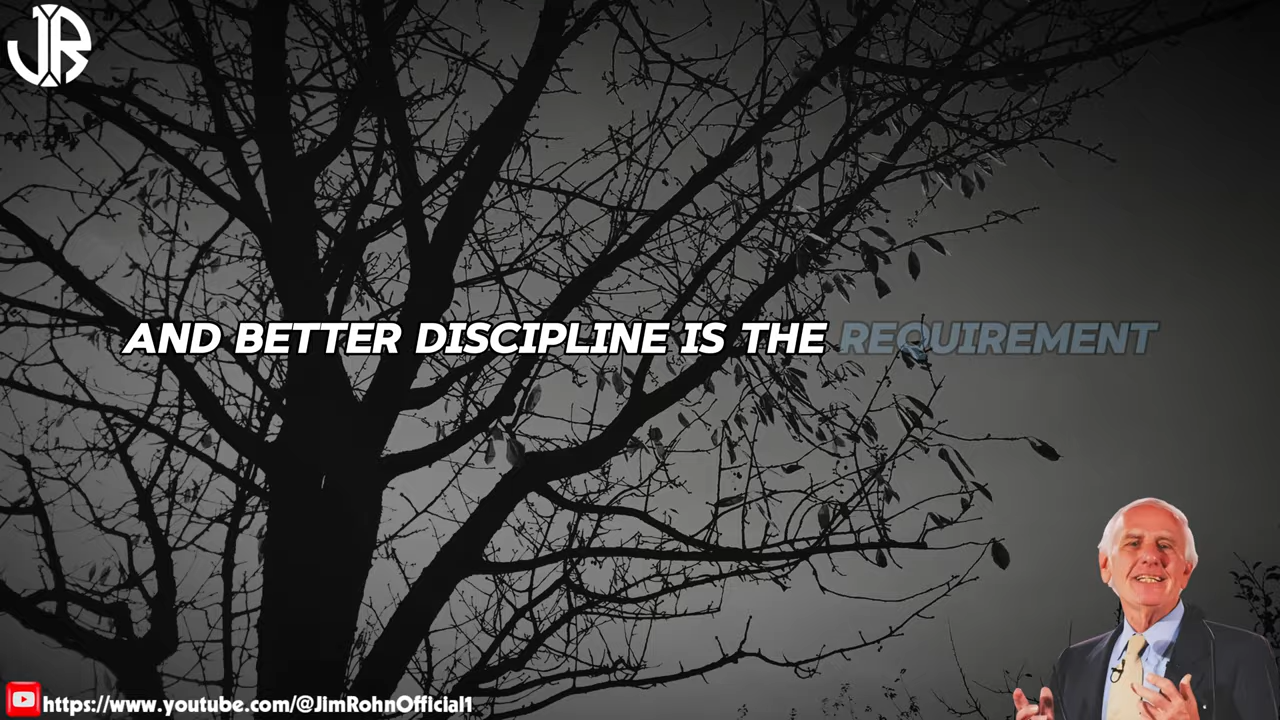 JR
AND BETTER DISCIPLINE IS THE REQUIREMENT
https://www.youtube.com/@JimRohnOfficial1